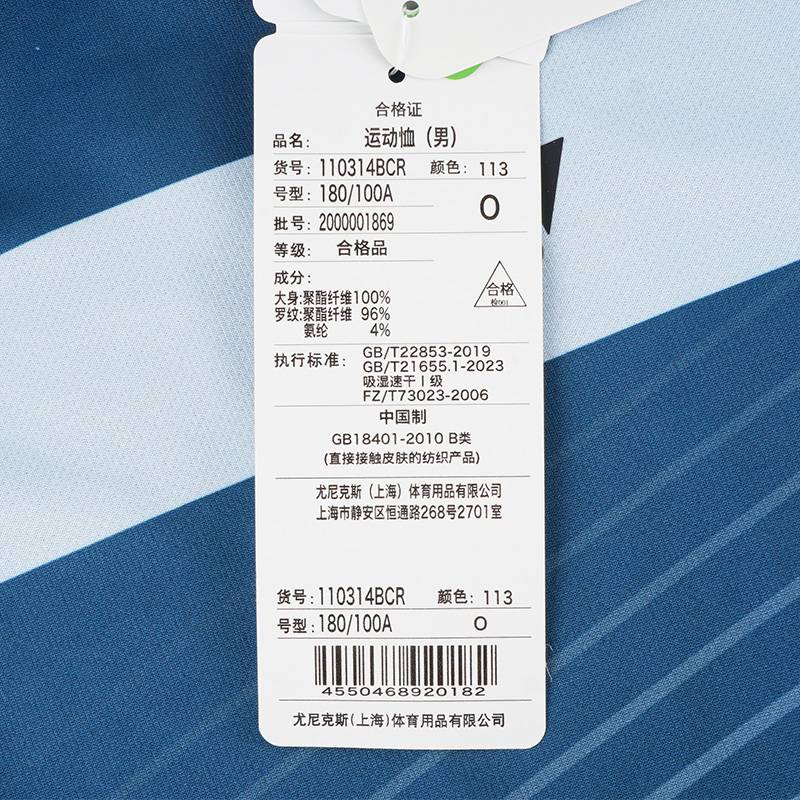 合格证
品名: 运动恤（男）
货号: 110314BCR 颜色: 113
号型: 180/100A O
批号: 2000001869
等级: 合格品
成分:
合格
检001
大身:聚酯纤维100%
罗纹:聚酯纤维 96%
氨纶 4%
执行标准: GB/T22853-2019
GB/T21655.1-2023
吸湿速干Ⅰ级
FZ/T73023-2006
中国制
GB18401-2010 B类
(直接接触皮肤的纺织产品)
尤尼克斯（上海）体育用品有限公司
上海市静安区恒通路268号2701室
货号: 110314BCR 颜色: 113
号型: 180/100A O
4550468920182
尤尼克斯(上海)体育用品有限公司